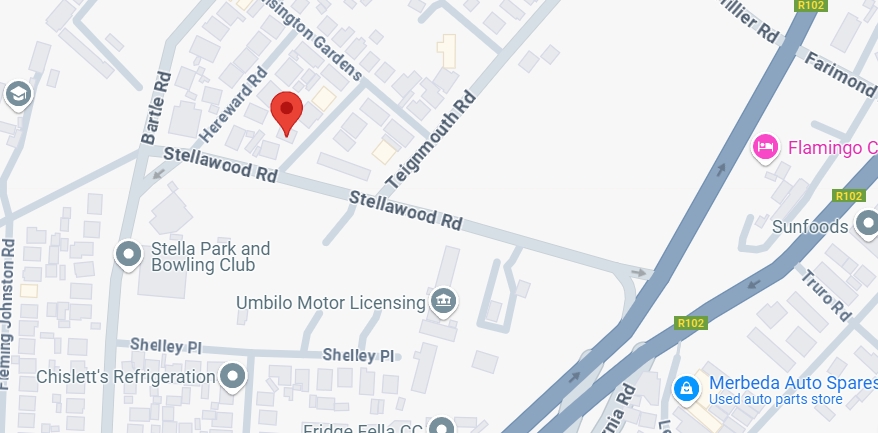 R102
Bartle Rd
Hereward Rd
Gardens
Teignmouth Rd
Farimond
Flamingo C
R102
Stellawood Rd
Stellawood Rd
Sunfoods
Stella Park and
Bowling Club
Fleming Johnston Rd
Umbilo Motor Licensing
Truro Rd
R102
Shelley Pl
Shelley Pl
Chislett's Refrigeration
Merbeda Auto Spares
Used auto parts store
Fridge Fella CC